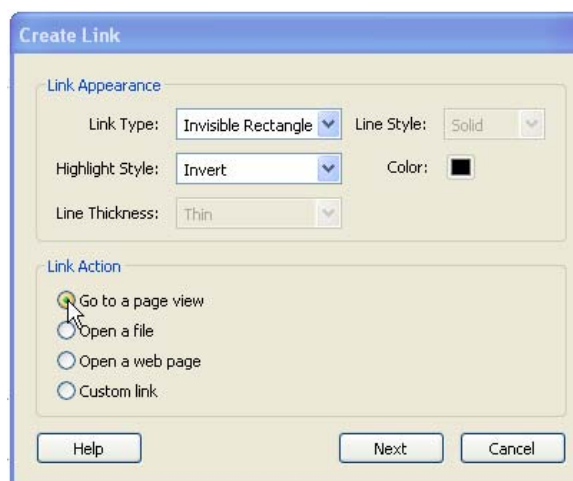 Create Link
Link Appearance
Link Type: Invisible Rectangle Line Style: Solid
Highlight Style: Invert Color:
Line Thickness: Thin
Link Action
Go to a page view
Open a file
Open a web page
Custom link
Help Next Cancel